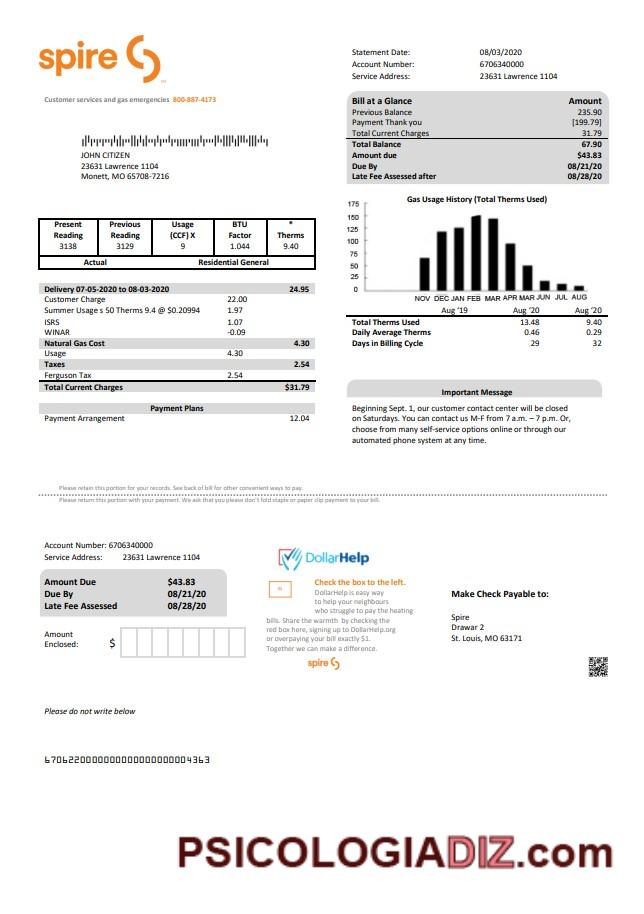 spire
Statement Date: 08/03/2020
Account Number: 6706340000
Service Address: 23631 Lawrence 1104
Customer services and gas emergencies 800-887-4173
Bill at a Glance Amount
Previous Balance 235.90
Payment Thank you [199.79]
Total Current Charges 31.79
Total Balance 67.90
Amount due $43.83
Due By 08/21/20
Late Fee Assessed after 08/28/20
JOHN CITIZEN
23631 Lawrence 1104
Monett, MO 65708-7216
Gas Usage History (Total Therms Used)
175
150
125
100
75
50
25
0
NOV DEC JAN FEB MAR APR MAR JUN JUL AUG
Aug '19 Aug '20 Aug '20
Total Therms Used 13.48 9.40
Daily Average Therms 0.46 0.29
Days in Billing Cycle 29 32
Present Previous Usage BTU *
Reading Reading (CCF) X Factor Therms
3138 3129 9 1.044 9.40
Actual Residential General
Delivery 07-05-2020 to 08-03-2020 24.95
Customer Charge 22.00
Summer Usage s 50 Therms 9.4 @ $0.20994 1.97
ISRS 1.07
WINAR -0.09
Natural Gas Cost 4.30
Usage 4.30
Taxes 2.54
Ferguson Tax 2.54
Total Current Charges $31.79
Payment Plans
Payment Arrangement 12.04
Important Message
Beginning Sept. 1, our customer contact center will be closed
on Saturdays. You can contact us M-F from 7 a.m. – 7 p.m. Or,
choose from many self-service options online or through our
automated phone system at any time.
Please retain this portion for your records. See back of bill for other convenient ways to pay.
Please return this portion with your payment. We ask that you please don't fold staple or paper clip payment to your bill.
Account Number: 6706340000
Service Address: 23631 Lawrence 1104
Amount Due $43.83
Due By 08/21/20
Late Fee Assessed 08/28/20
Amount
Enclosed: $
DollarHelp
Check the box to the left.
DollarHelp is easy way
to help your neighbours
who struggle to pay the heating
bills. Share the warmth by checking the
red box here, signing up to DollarHelp.org
or overpaying your bill exactly $1.
Together we can make a difference.
spire
Make Check Payable to:
Spire
Drawar 2
St. Louis, MO 63171
Please do not write below
PSICOLOGIADIZ.com